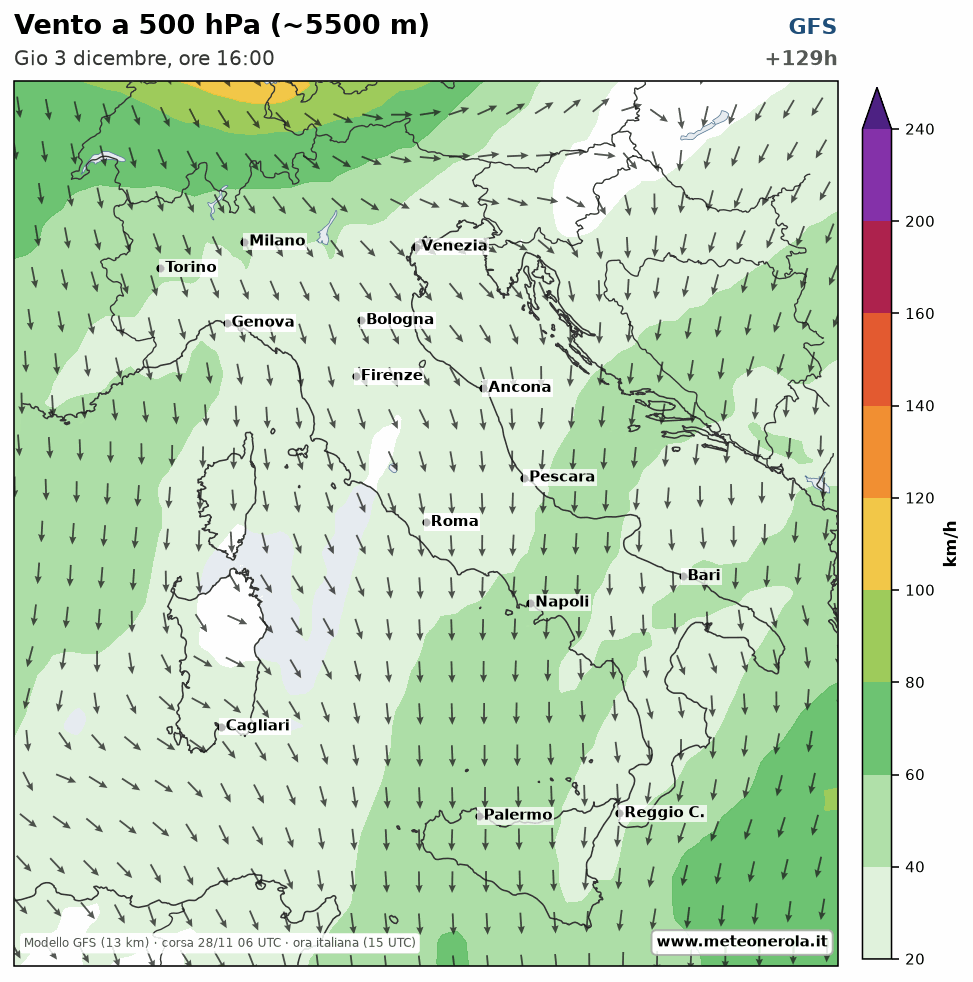 Vento a 500 hPa (~5500 m)
GFS
Gio 3 dicembre, ore 16:00
+129h
Milano
Venezia
Torino
Genova
Bologna
Firenze
Ancona
Pescara
Roma
Bari
Napoli
Cagliari
Palermo
Reggio C.
240
220
200
160
140
120
100
80
60
40
20
km/h
Modello GFS (13 km) · corsa 28/11 06 UTC · ora italiana (15 UTC)
www.meteonerola.it